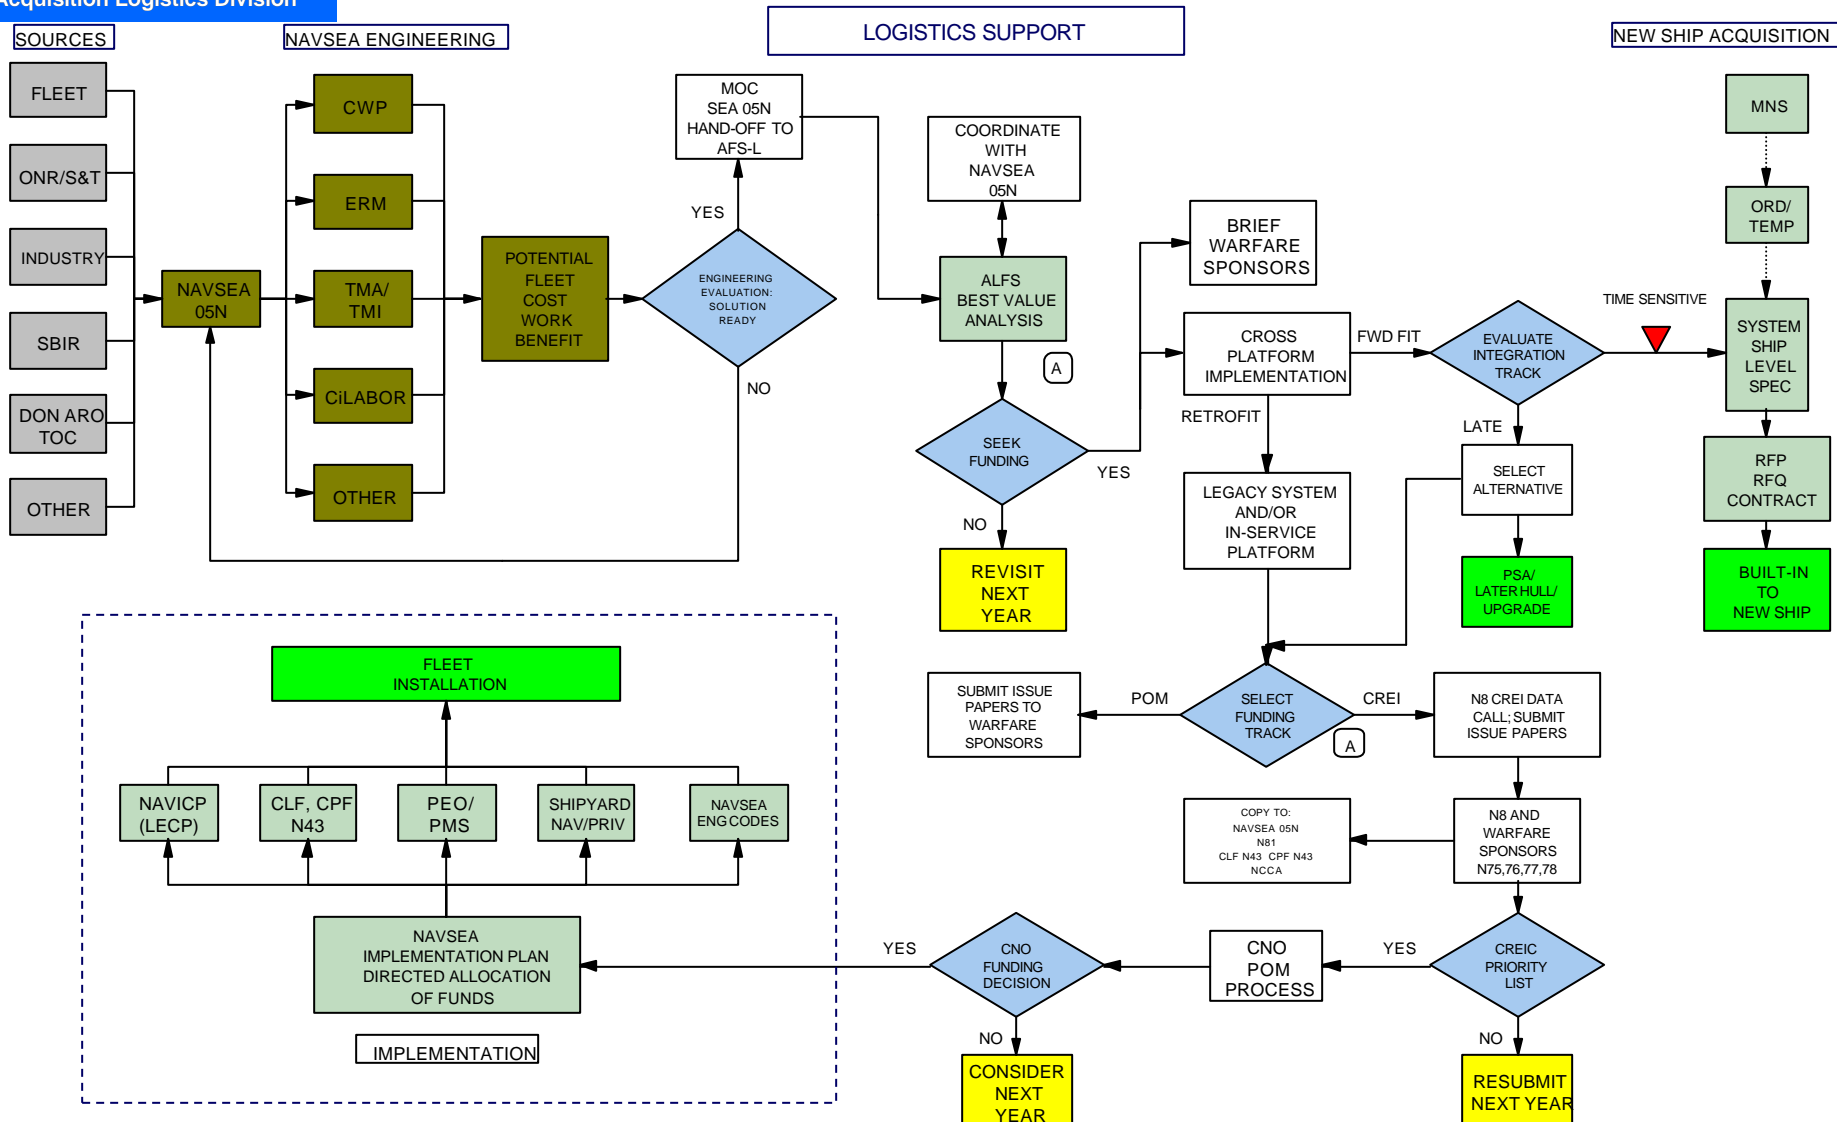 Acquisition Logistics Division
SOURCES
NAVSEA ENGINEERING
LOGISTICS SUPPORT
NEW SHIP ACQUISITION
FLEET
ONR/S&T
INDUSTRY
SBIR
DON ARO
TOC
OTHER
NAVSEA
05N
CWP
ERM
TMA/
TMI
CiLABOR
OTHER
POTENTIAL
FLEET
COST
WORK
BENEFIT
ENGINEERING
EVALUATION:
SOLUTION
READY
YES
NO
MOC
SEA 05N
HAND-OFF TO
AFS-L
COORDINATE
WITH
NAVSEA
05N
ALFS
BEST VALUE
ANALYSIS
A
SEEK
FUNDING
YES
NO
REVISIT
NEXT
YEAR
BRIEF
WARFARE
SPONSORS
CROSS
PLATFORM
IMPLEMENTATION
FWD FIT
RETROFIT
EVALUATE
INTEGRATION
TRACK
TIME SENSITIVE
LATE
SELECT
ALTERNATIVE
PSA/
LATER HULL/
UPGRADE
MNS
ORD/
TEMP
SYSTEM
SHIP
LEVEL
SPEC
RFP
RFQ
CONTRACT
BUILT-IN
TO
NEW SHIP
LEGACY SYSTEM
AND/OR
IN-SERVICE
PLATFORM
SELECT
FUNDING
TRACK
POM
CREI
A
SUBMIT ISSUE
PAPERS TO
WARFARE
SPONSORS
N8 CREI DATA
CALL; SUBMIT
ISSUE PAPERS
N8 AND
WARFARE
SPONSORS
N75,76,77,78
COPY TO:
NAVSEA 05N
N81
CLF N43 CPF N43
NCCA
CREIC
PRIORITY
LIST
YES
NO
RESUBMIT
NEXT YEAR
CNO
POM
PROCESS
CNO
FUNDING
DECISION
YES
NO
CONSIDER
NEXT
YEAR
FLEET
INSTALLATION
NAVICP
(LECP)
CLF, CPF
N43
PEO/
PMS
SHIPYARD
NAV/PRIV
NAVSEA
ENG CODES
NAVSEA
IMPLEMENTATION PLAN
DIRECTED ALLOCATION
OF FUNDS
IMPLEMENTATION